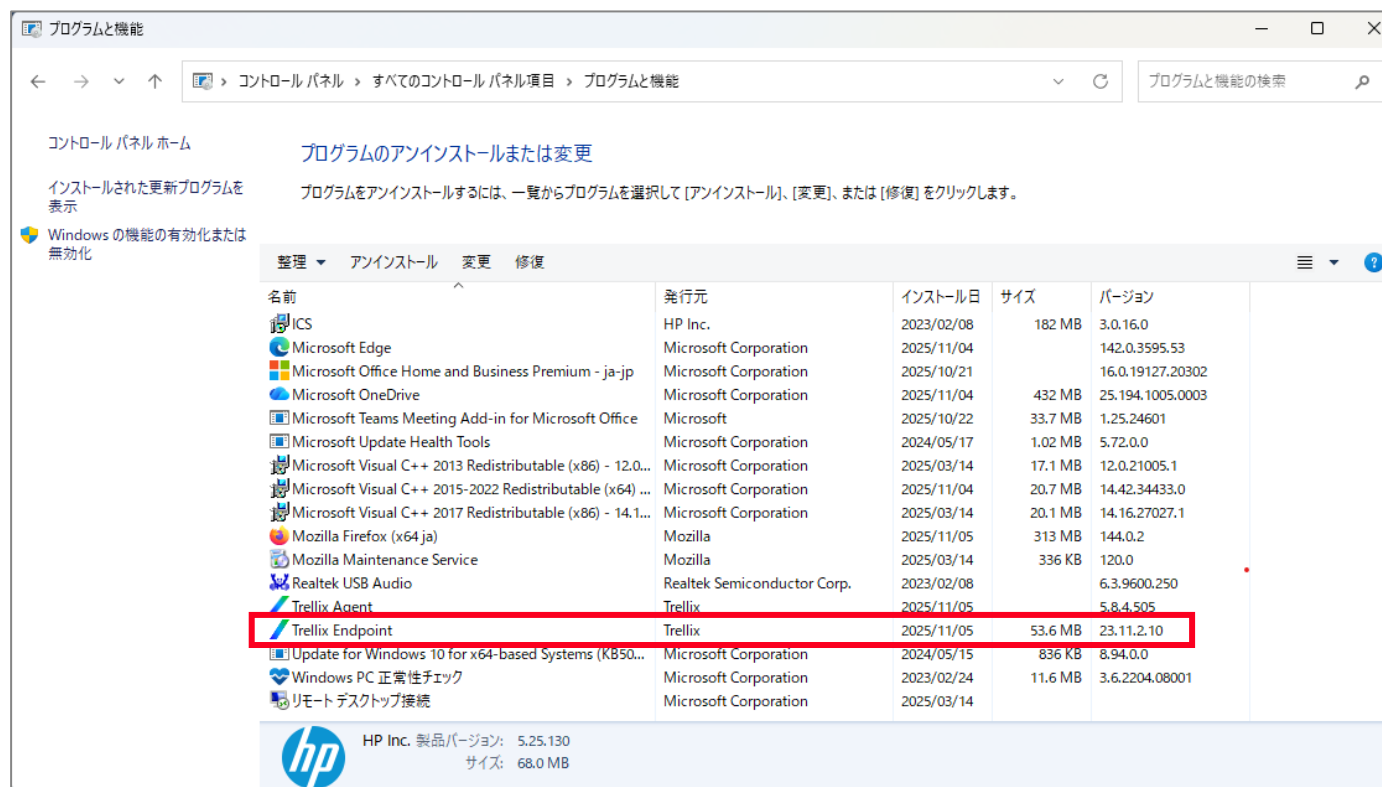 プログラムと機能
コントロール パネル › すべてのコントロール パネル項目 › プログラムと機能
プログラムと機能の検索
コントロール パネル ホーム
インストールされた更新プログラムを
表示
Windows の機能の有効化または
無効化
プログラムのアンインストールまたは変更
プログラムをアンインストールするには、一覧からプログラムを選択して [アンインストール]、[変更]、または [修復] をクリックします。
整理 アンインストール 変更 修復
名前 発行元 インストール日 サイズ バージョン
ICS HP Inc. 2023/02/08 182 MB 3.0.16.0
Microsoft Edge Microsoft Corporation 2025/11/04 142.0.3595.53
Microsoft Office Home and Business Premium - ja-jp Microsoft Corporation 2025/10/21 16.0.19127.20302
Microsoft OneDrive Microsoft Corporation 2025/11/04 432 MB 25.194.1005.0003
Microsoft Teams Meeting Add-in for Microsoft Office Microsoft 2025/10/22 33.7 MB 1.25.24601
Microsoft Update Health Tools Microsoft Corporation 2024/05/17 1.02 MB 5.72.0.0
Microsoft Visual C++ 2013 Redistributable (x86) - 12.0... Microsoft Corporation 2025/03/14 17.1 MB 12.0.21005.1
Microsoft Visual C++ 2015-2022 Redistributable (x64) ... Microsoft Corporation 2025/11/04 20.7 MB 14.42.34433.0
Microsoft Visual C++ 2017 Redistributable (x86) - 14.1... Microsoft Corporation 2025/03/14 20.1 MB 14.16.27027.1
Mozilla Firefox (x64 ja) Mozilla 2025/11/05 313 MB 144.0.2
Mozilla Maintenance Service Mozilla 2025/03/14 336 KB 120.0
Realtek USB Audio Realtek Semiconductor Corp. 2023/02/08 6.3.9600.250
Trellix Agent Trellix 2025/11/05 5.8.4.505
Trellix Endpoint Trellix 2025/11/05 53.6 MB 23.11.2.10
Update for Windows 10 for x64-based Systems (KB50... Microsoft Corporation 2024/05/15 836 KB 8.94.0.0
Windows PC 正常性チェック Microsoft Corporation 2023/02/24 11.6 MB 3.6.2204.08001
リモート デスクトップ接続 Microsoft Corporation 2025/03/14
hp HP Inc. 製品バージョン: 5.25.130
サイズ: 68.0 MB